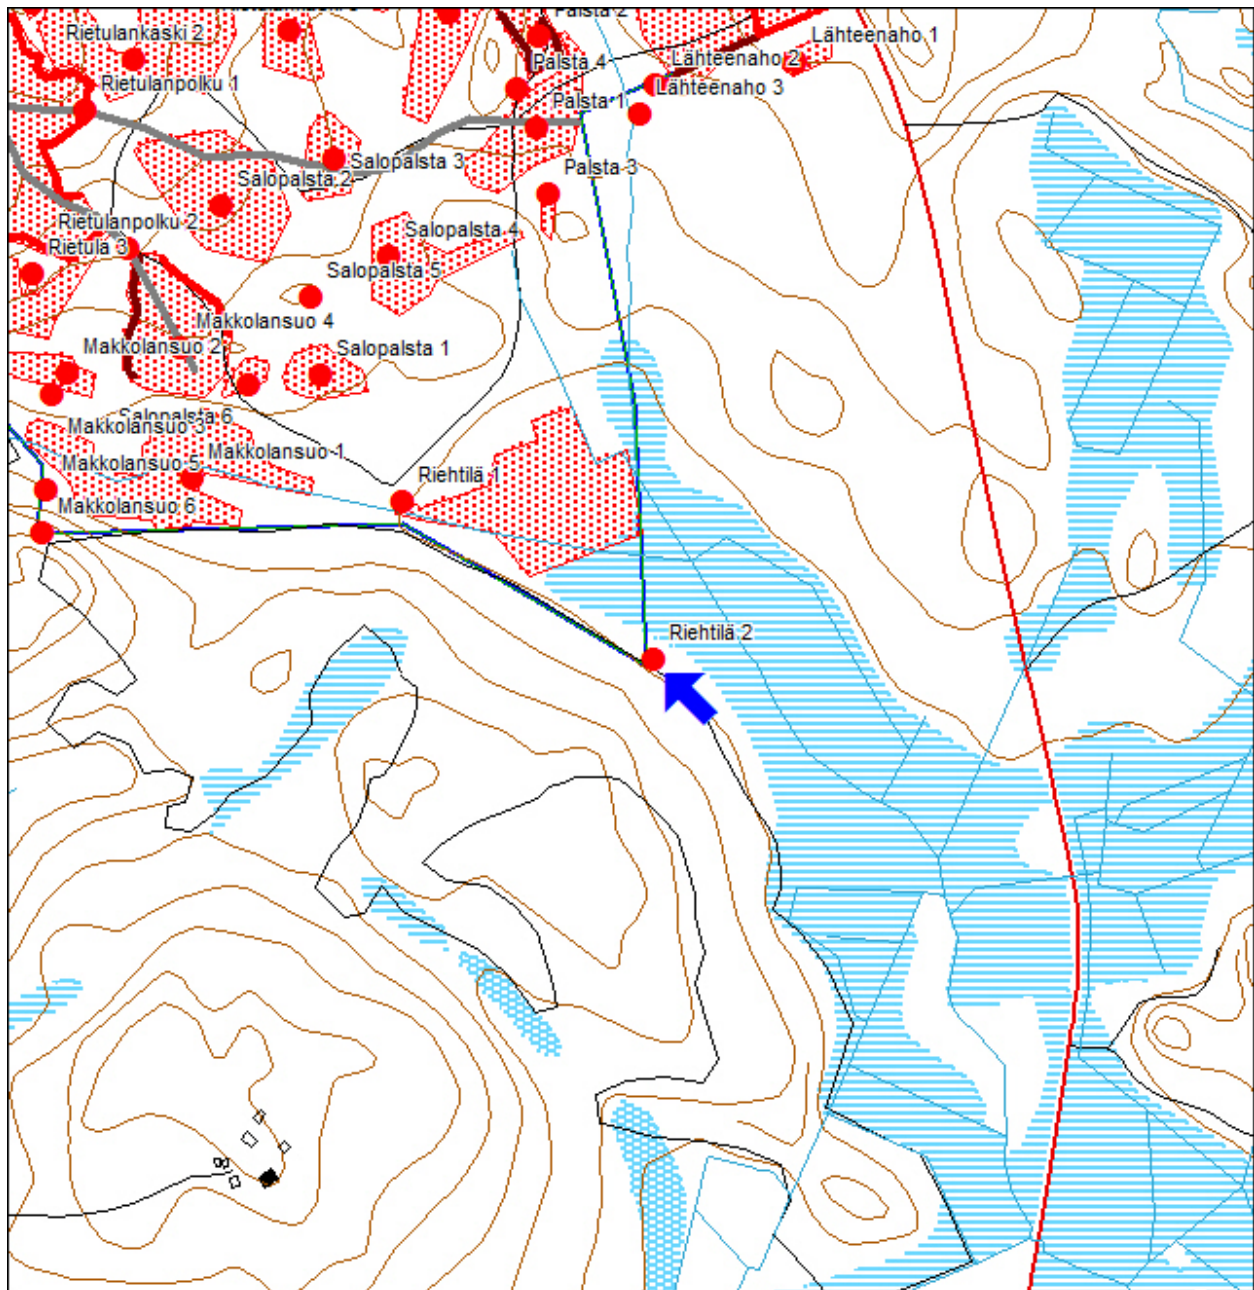 Palsta 2
Rietulankaski 2
Lähteenaho 1
Palsta 4
Lähteenaho 2
Rietulanpolku 1
Lähteenaho 3
Palsta 1
Salopalsta 3
Palsta 3
Salopalsta 2
Rietulanpolku 2
Salopalsta 4
Rietula 3
Salopalsta 5
Makkolansuo 4
Makkolansuo 2
Salopalsta 1
Salopalsta 6
Makkolansuo 3
Makkolansuo 1
Makkolansuo 5
Riehtilä 1
Makkolansuo 6
Riehtilä 2